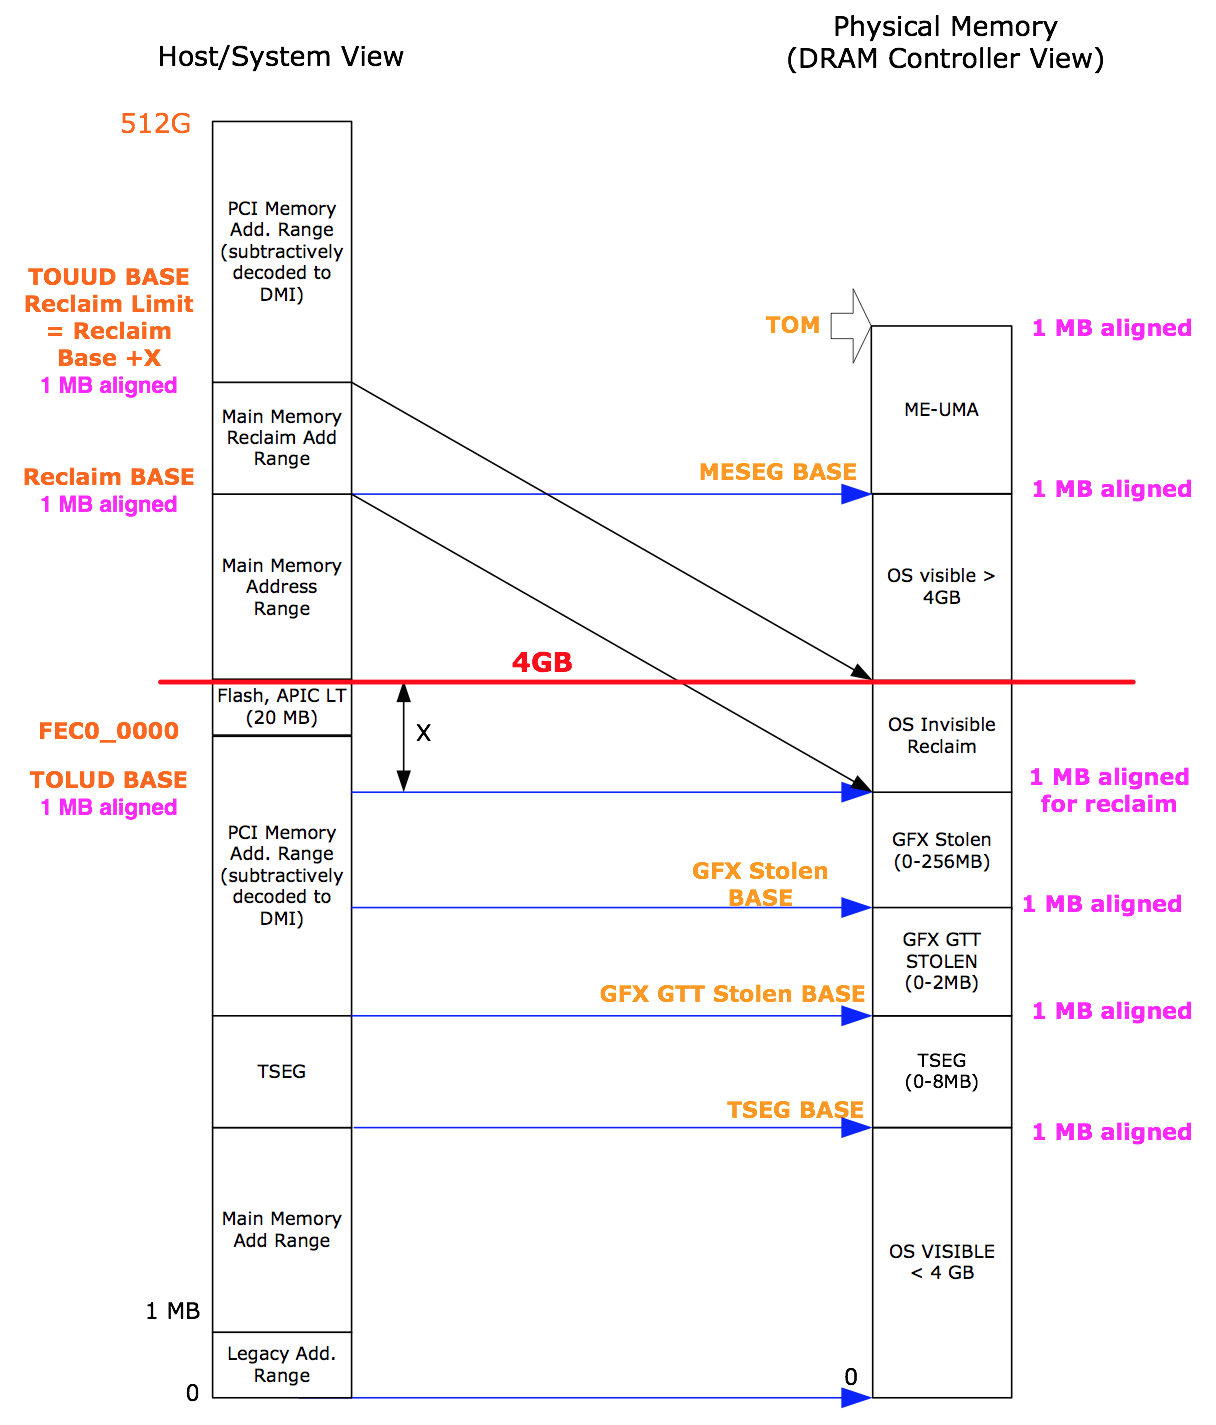 Host/System View
Physical Memory
(DRAM Controller View)
512G
PCI Memory
Add. Range
(subtractively
decoded to
DMI)
TOUUD BASE
Reclaim Limit
= Reclaim
Base +X
1 MB aligned
TOM
1 MB aligned
Main Memory
Reclaim Add
Range
ME-UMA
Reclaim BASE
1 MB aligned
MESEG BASE
1 MB aligned
Main Memory
Address
Range
OS visible >
4GB
4GB
Flash, APIC LT
(20 MB)
FEC0_0000
X
OS Invisible
Reclaim
TOLUD BASE
1 MB aligned
1 MB aligned
for reclaim
PCI Memory
Add. Range
(subtractively
decoded to
DMI)
GFX Stolen
(0-256MB)
GFX Stolen
BASE
1 MB aligned
GFX GTT
STOLEN
(0-2MB)
GFX GTT Stolen BASE
1 MB aligned
TSEG
TSEG
(0-8MB)
TSEG BASE
1 MB aligned
Main Memory
Add Range
OS VISIBLE
< 4 GB
1 MB
Legacy Add.
Range
0
0